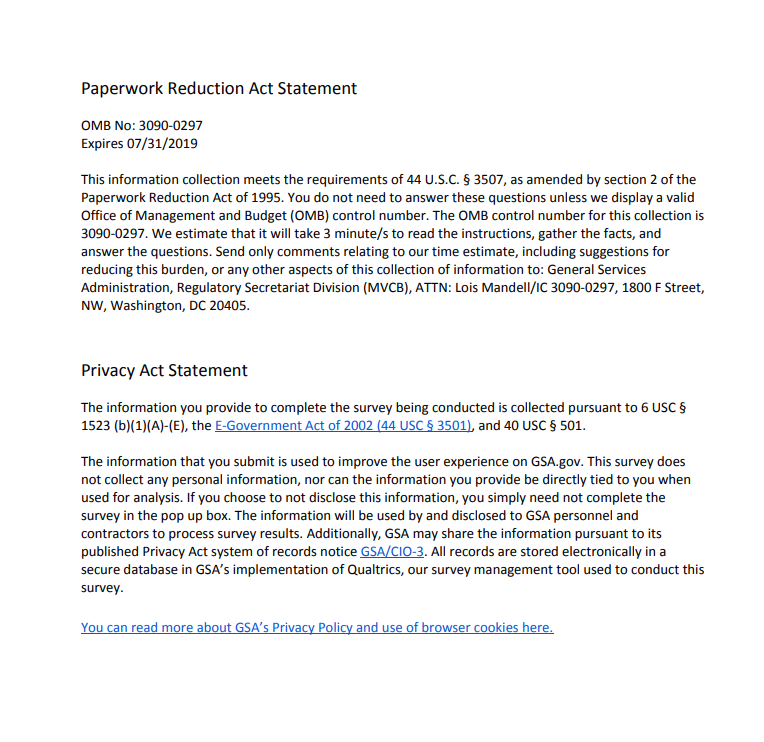 Paperwork Reduction Act Statement
OMB No: 3090-0297
Expires 07/31/2019
This information collection meets the requirements of 44 U.S.C. § 3507, as amended by section 2 of the
Paperwork Reduction Act of 1995. You do not need to answer these questions unless we display a valid
Office of Management and Budget (OMB) control number. The OMB control number for this collection is
3090-0297. We estimate that it will take 3 minute/s to read the instructions, gather the facts, and
answer the questions. Send only comments relating to our time estimate, including suggestions for
reducing this burden, or any other aspects of this collection of information to: General Services
Administration, Regulatory Secretariat Division (MVCB), ATTN: Lois Mandell/IC 3090-0297, 1800 F Street,
NW, Washington, DC 20405.
Privacy Act Statement
The information you provide to complete the survey being conducted is collected pursuant to 6 USC §
1523 (b)(1)(A)-(E), the E-Government Act of 2002 (44 USC § 3501), and 40 USC § 501.
The information that you submit is used to improve the user experience on GSA.gov. This survey does
not collect any personal information, nor can the information you provide be directly tied to you when
used for analysis. If you choose to not disclose this information, you simply need not complete the
survey in the pop up box. The information will be used by and disclosed to GSA personnel and
contractors to process survey results. Additionally, GSA may share the information pursuant to its
published Privacy Act system of records notice GSA/CIO-3. All records are stored electronically in a
secure database in GSA’s implementation of Qualtrics, our survey management tool used to conduct this
survey.
You can read more about GSA’s Privacy Policy and use of browser cookies here.